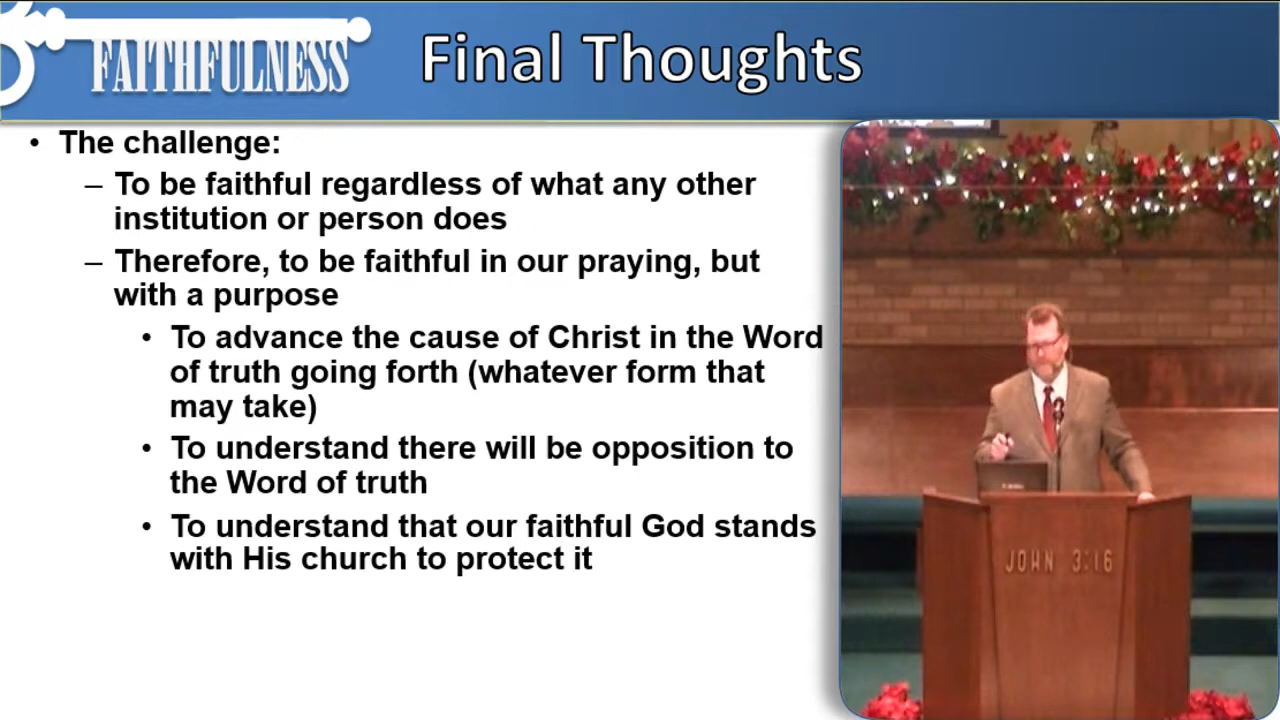 FAITHFULNESS
Final Thoughts
• The challenge:
– To be faithful regardless of what any other
institution or person does
– Therefore, to be faithful in our praying, but
with a purpose
• To advance the cause of Christ in the Word
of truth going forth (whatever form that
may take)
• To understand there will be opposition to
the Word of truth
• To understand that our faithful God stands
with His church to protect it
JOHN 3:16